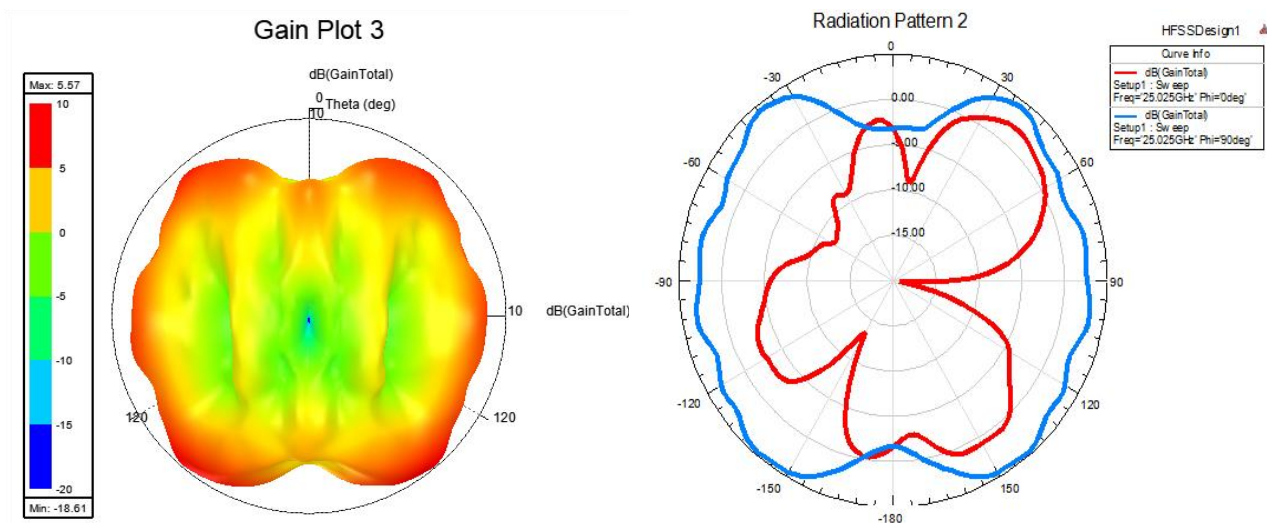 Gain Plot 3
dB(GainTotal)
0
Theta (deg)
10
Max: 5.57
10
5
0
-5
-10
-15
-20
Min: -18.61
10
dB(GainTotal)
120
120
Radiation Pattern 2
HFSSDesign1
Curve Info
dB(GainTotal)
Setup1 : Sweep
Freq='25.025GHz' Phi='0deg'
dB(GainTotal)
Setup1 : Sweep
Freq='25.025GHz' Phi='90deg'
0
-30
30
0.00
-5.00
-60
60
-10.00
-15.00
-90
90
-120
120
-150
150
-180